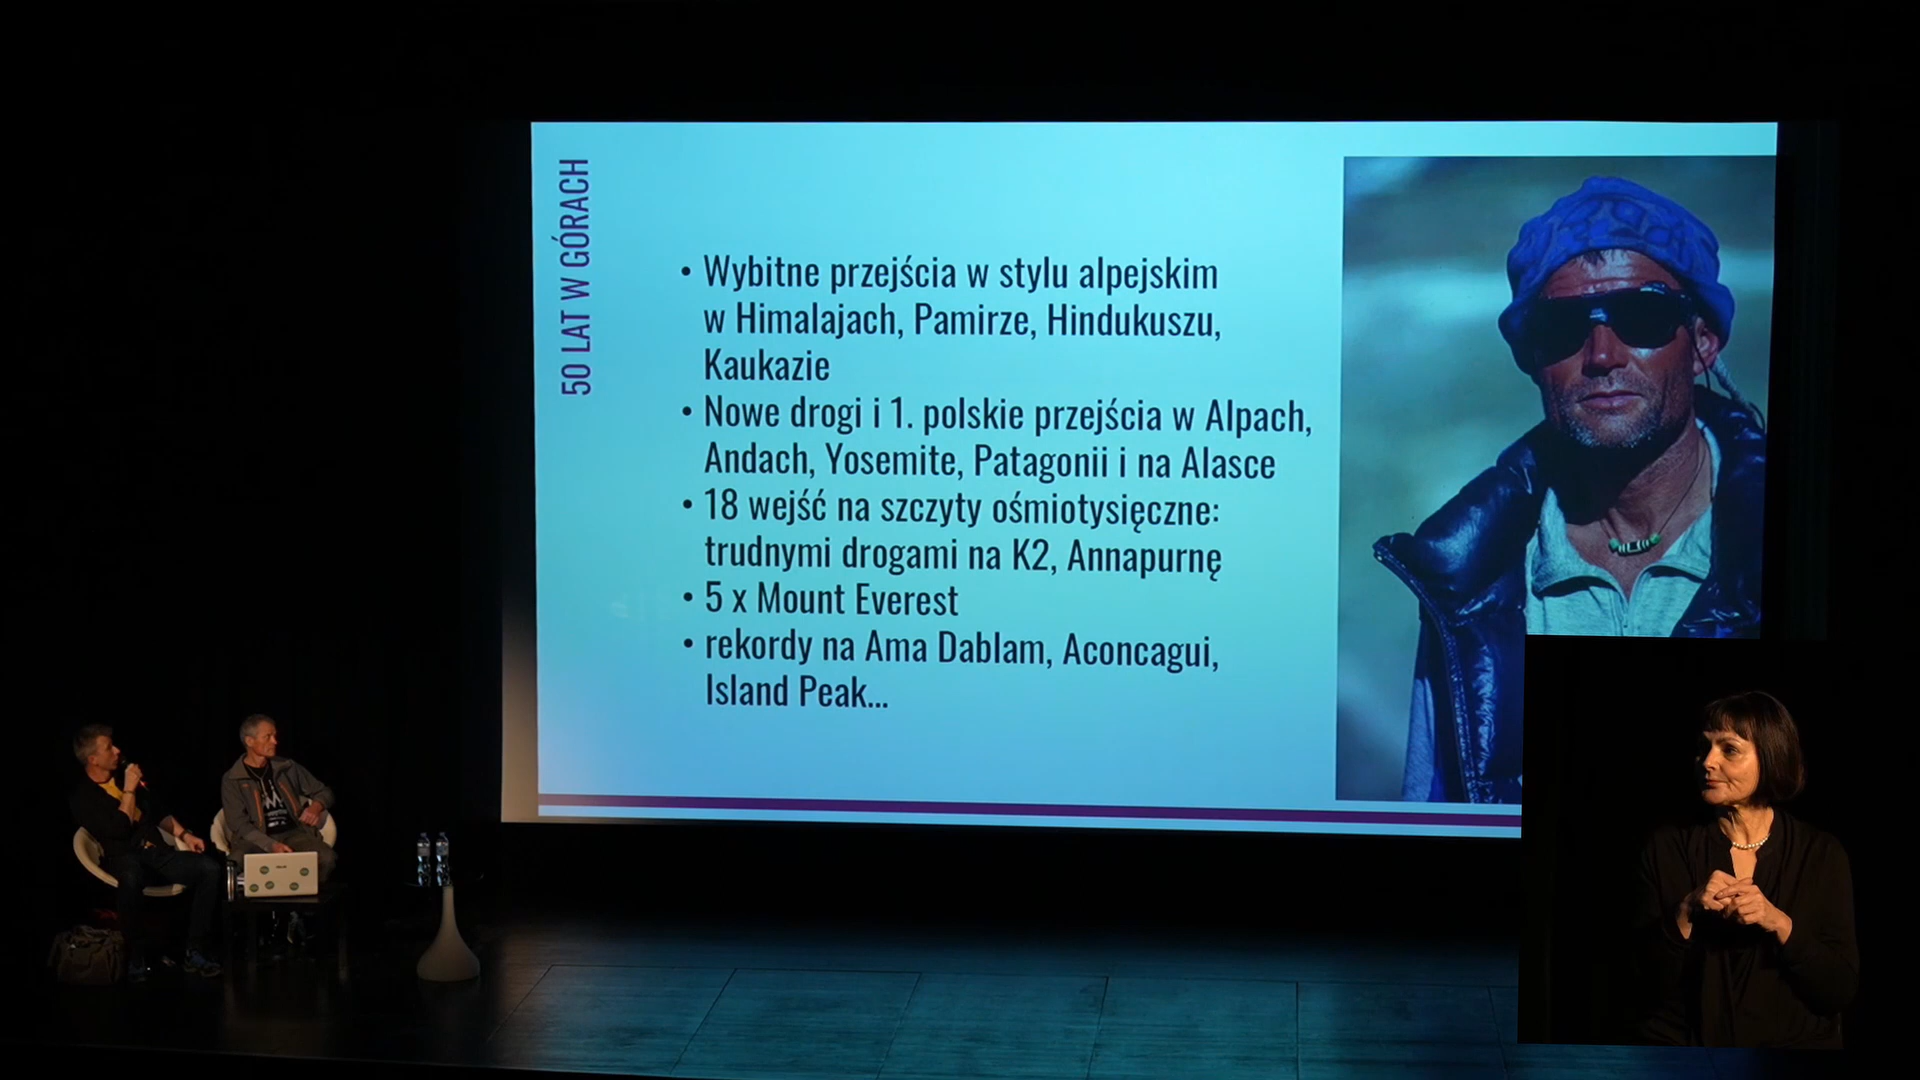 50 LAT W GÓRACH
• Wybitne przejścia w stylu alpejskim
w Himalajach, Pamirze, Hindukuszu,
Kaukazie
• Nowe drogi i 1. polskie przejścia w Alpach,
Andach, Yosemite, Patagonii i na Alasce
• 18 wejść na szczyty ośmiotysięczne:
trudnymi drogami na K2, Annapurnę
• 5 x Mount Everest
• rekordy na Ama Dablam, Aconcagui,
Island Peak...